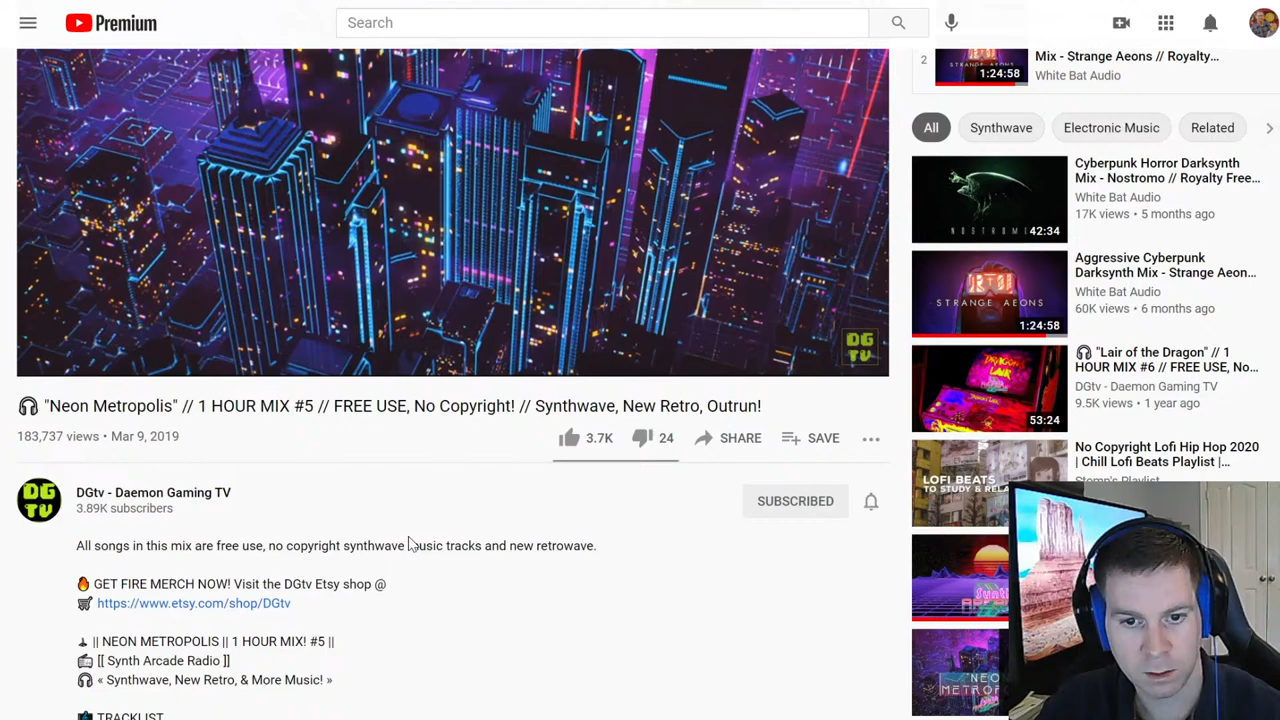 Premium
Search
DG
TV
🎧 "Neon Metropolis" // 1 HOUR MIX #5 // FREE USE, No Copyright! // Synthwave, New Retro, Outrun!
183,737 views • Mar 9, 2019
3.7K
24
SHARE
SAVE
DG
TV
DGtv - Daemon Gaming TV
3.89K subscribers
SUBSCRIBED
All songs in this mix are free use, no copyright synthwave music tracks and new retrowave.
🔥 GET FIRE MERCH NOW! Visit the DGtv Etsy shop @
🛒 https://www.etsy.com/shop/DGtv
|| NEON METROPOLIS || 1 HOUR MIX! #5 ||
📻 [[ Synth Arcade Radio ]]
🎧 « Synthwave, New Retro, & More Music! »
TRACKLIST
2
1:24:58
Mix - Strange Aeons // Royalty...
White Bat Audio
All
Synthwave
Electronic Music
Related
NOSTROM
42:34
Cyberpunk Horror Darksynth
Mix - Nostromo // Royalty Free...
White Bat Audio
17K views • 5 months ago
STRANGE AEONS
1:24:58
Aggressive Cyberpunk
Darksynth Mix - Strange Aeon...
White Bat Audio
60K views • 6 months ago
53:24
🎧 "Lair of the Dragon" // 1
HOUR MIX #6 // FREE USE, No...
DGtv - Daemon Gaming TV
9.5K views • 1 year ago
LOFI BEATS
TO STUDY & RELA
No Copyright Lofi Hip Hop 2020
| Chill Lofi Beats Playlist |...
Stomp's Playlist
NEO
METROPO